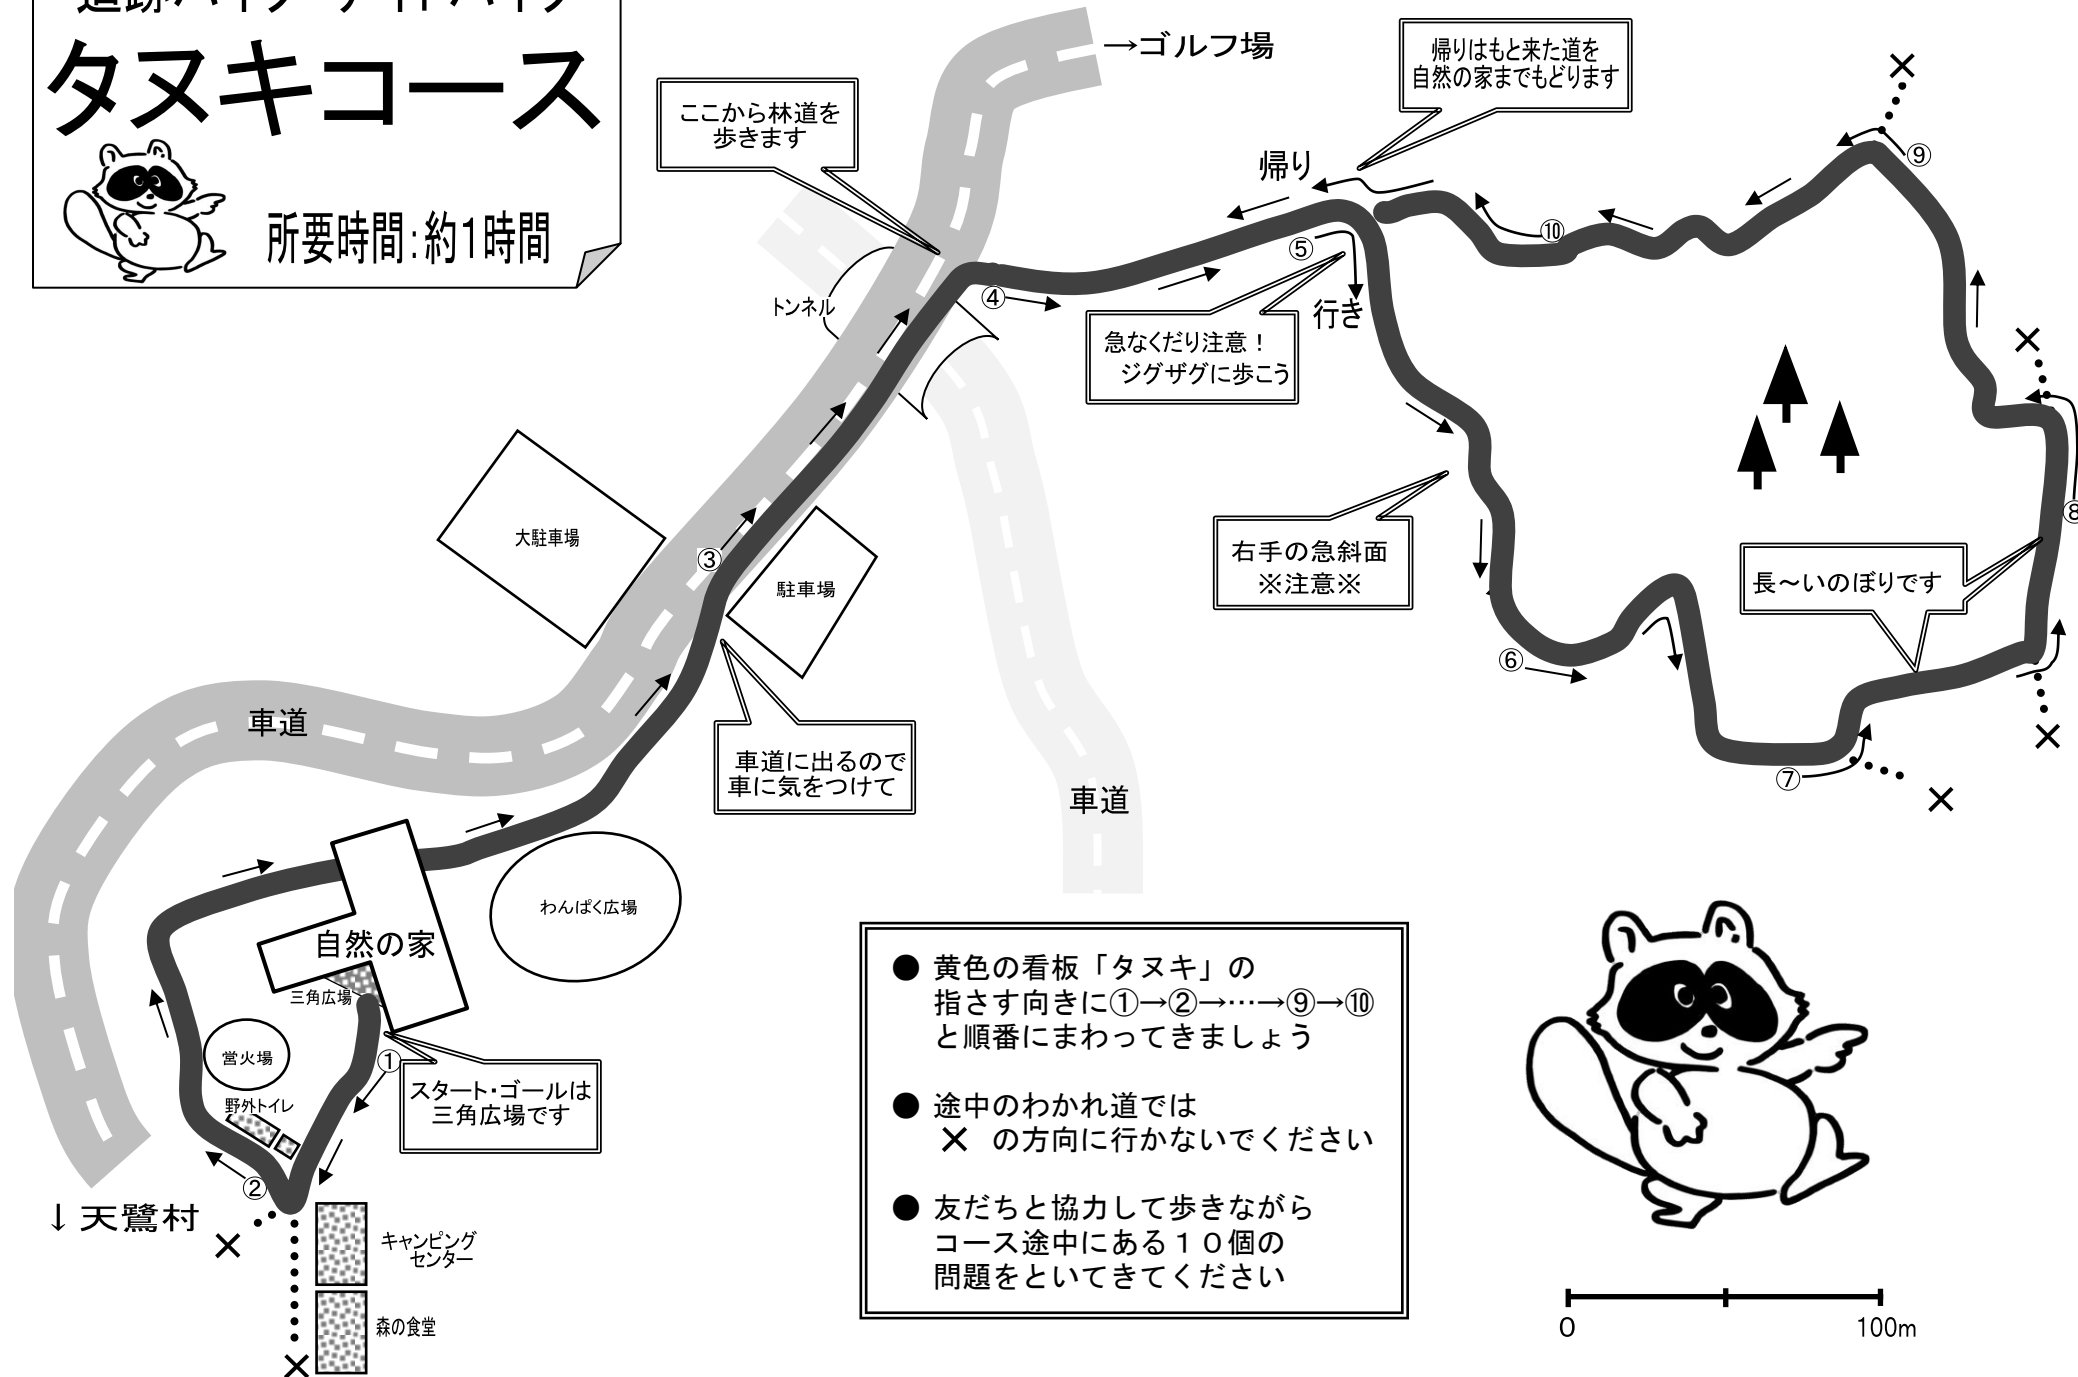 追跡ハイク・ナイトハイク
タヌキコース
所要時間：約1時間
→ゴルフ場
ここから林道を
歩きます
帰りはもと来た道を
自然の家までもどります
帰り
⑨
⑩
⑤
④
トンネル
行き
急なくだり注意！
ジグザグに歩こう
大駐車場
③
駐車場
右手の急斜面
※注意※
⑧
長～いのぼりです
⑥
⑦
車道
車道に出るので
車に気をつけて
車道
わんぱく広場
自然の家
三角広場
営火場
①
野外トイレ
スタート・ゴールは
三角広場です
②
↓天鷺村
キャンピング
センター
森の食堂
● 黄色の看板「タヌキ」の
指さす向きに①→②→…→⑨→⑩
と順番にまわってきましょう
● 途中のわかれ道では
× の方向に行かないでください
● 友だちと協力して歩きながら
コース途中にある１０個の
問題をといてきてください
0
100m